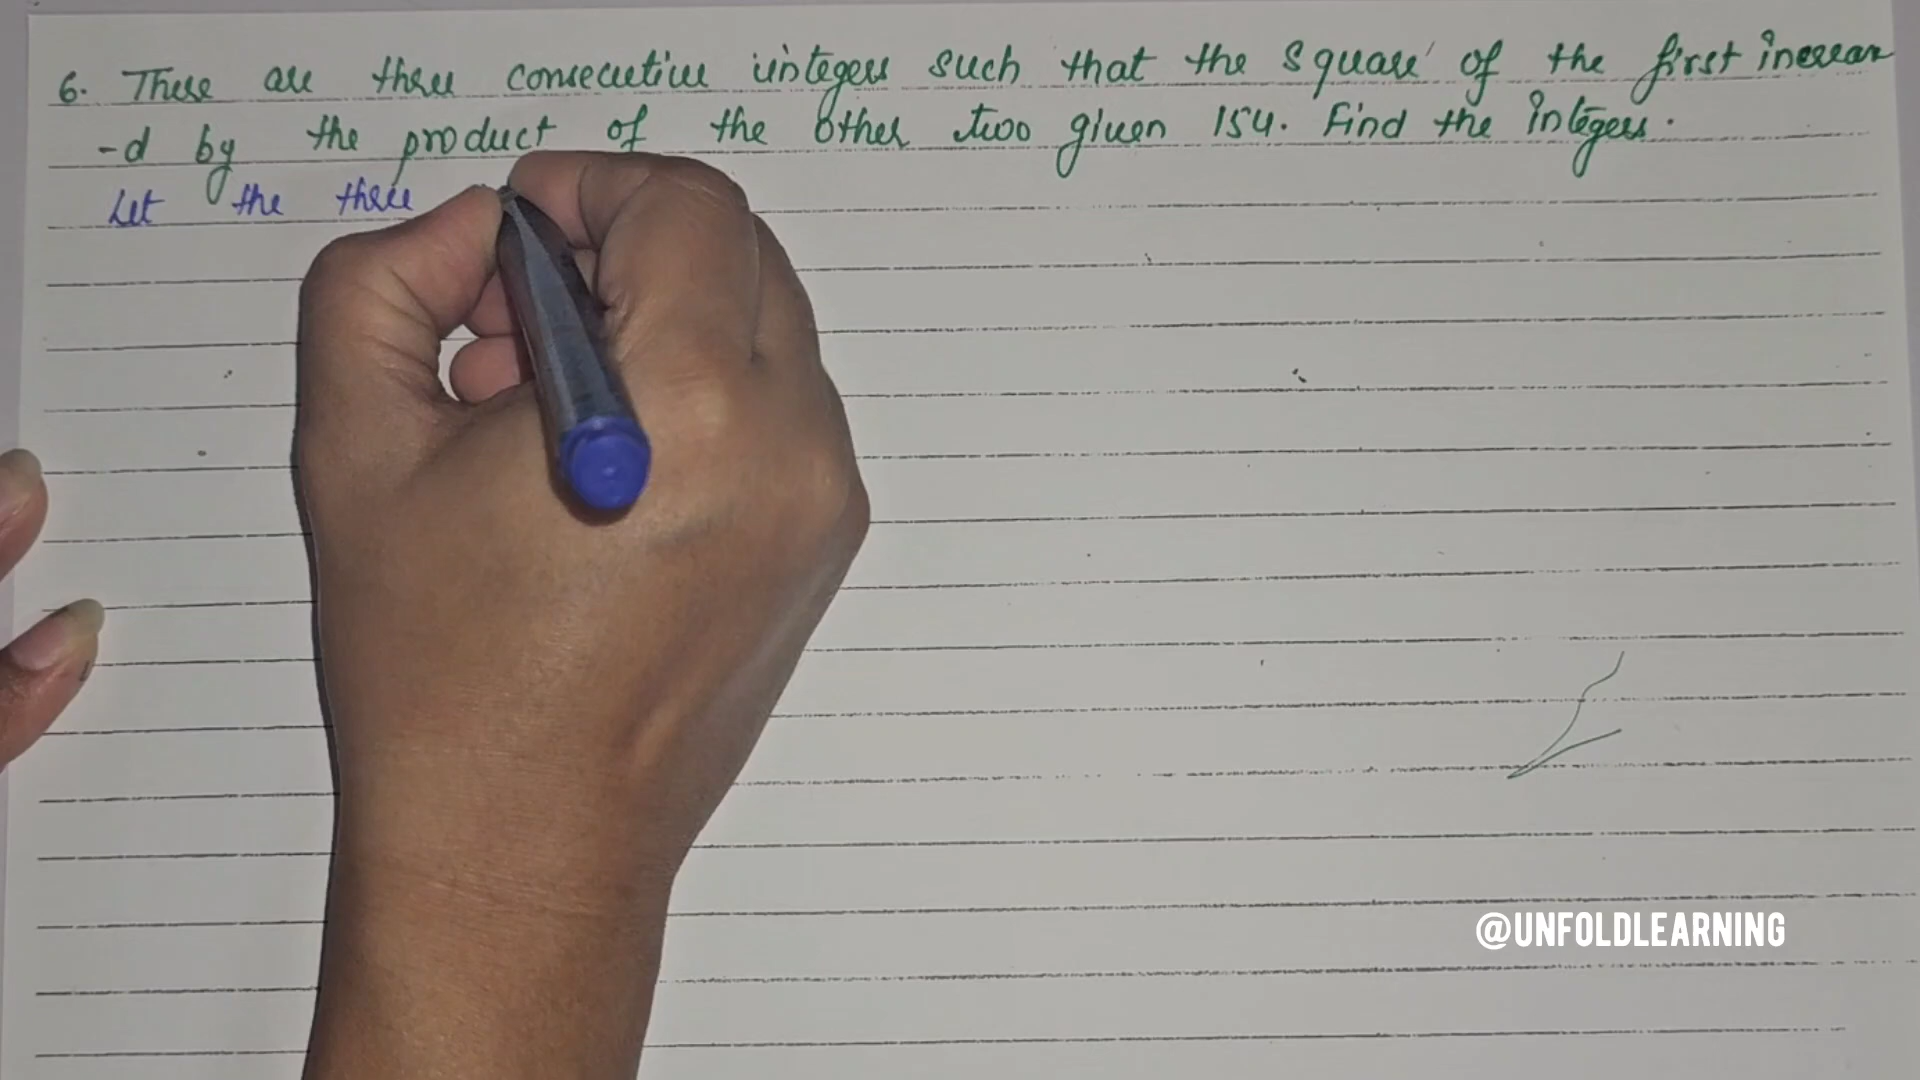 6. There are three consecutive integers such that the square of the first increas
-d by the product of the other two given 154. Find the integers.
Let the three
@UNFOLDLEARNING